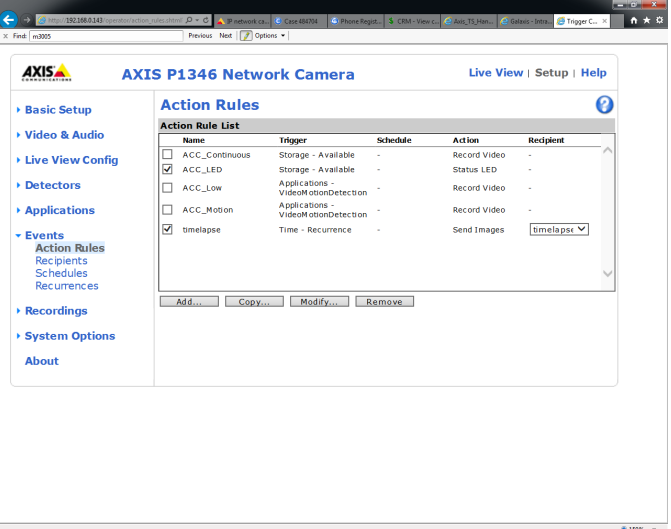 http://192.168.0.143/operator/action_rules.shtml
IP network ca...
Case 484704
Phone Regist...
CRM - View c...
Axis_TS_Han...
Galaxis - Intra...
Trigger C... ×
× Find: m3005 Previous Next Options
AXIS
COMMUNICATIONS
AXIS P1346 Network Camera
Live View | Setup | Help
Basic Setup
Video & Audio
Live View Config
Detectors
Applications
Events
Action Rules
Recipients
Schedules
Recurrences
Recordings
System Options
About
Action Rules
?
Action Rule List
Name Trigger Schedule Action Recipient
ACC_Continuous Storage - Available - Record Video -
ACC_LED Storage - Available - Status LED -
ACC_Low Applications - VideoMotionDetection - Record Video -
ACC_Motion Applications - VideoMotionDetection - Record Video -
timelapse Time - Recurrence - Send Images timelapse
Add... Copy... Modify... Remove